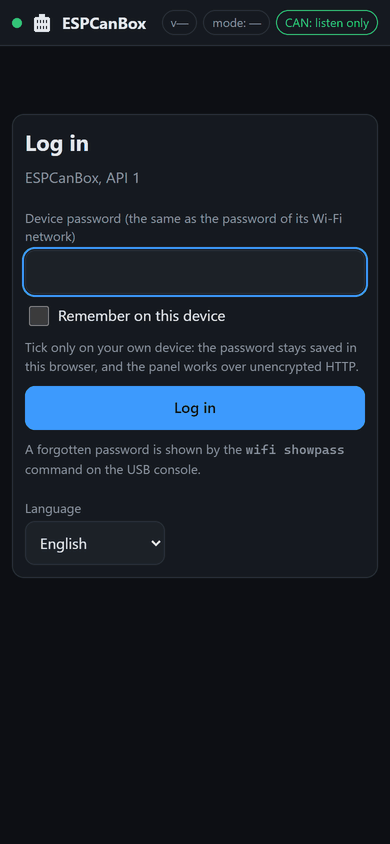 ESPCanBox
v—
mode: —
CAN: listen only
Log in
ESPCanBox, API 1
Device password (the same as the password of its Wi-Fi
network)
Remember on this device
Tick only on your own device: the password stays saved in
this browser, and the panel works over unencrypted HTTP.
Log in
A forgotten password is shown by the wifi showpass
command on the USB console.
Language
English